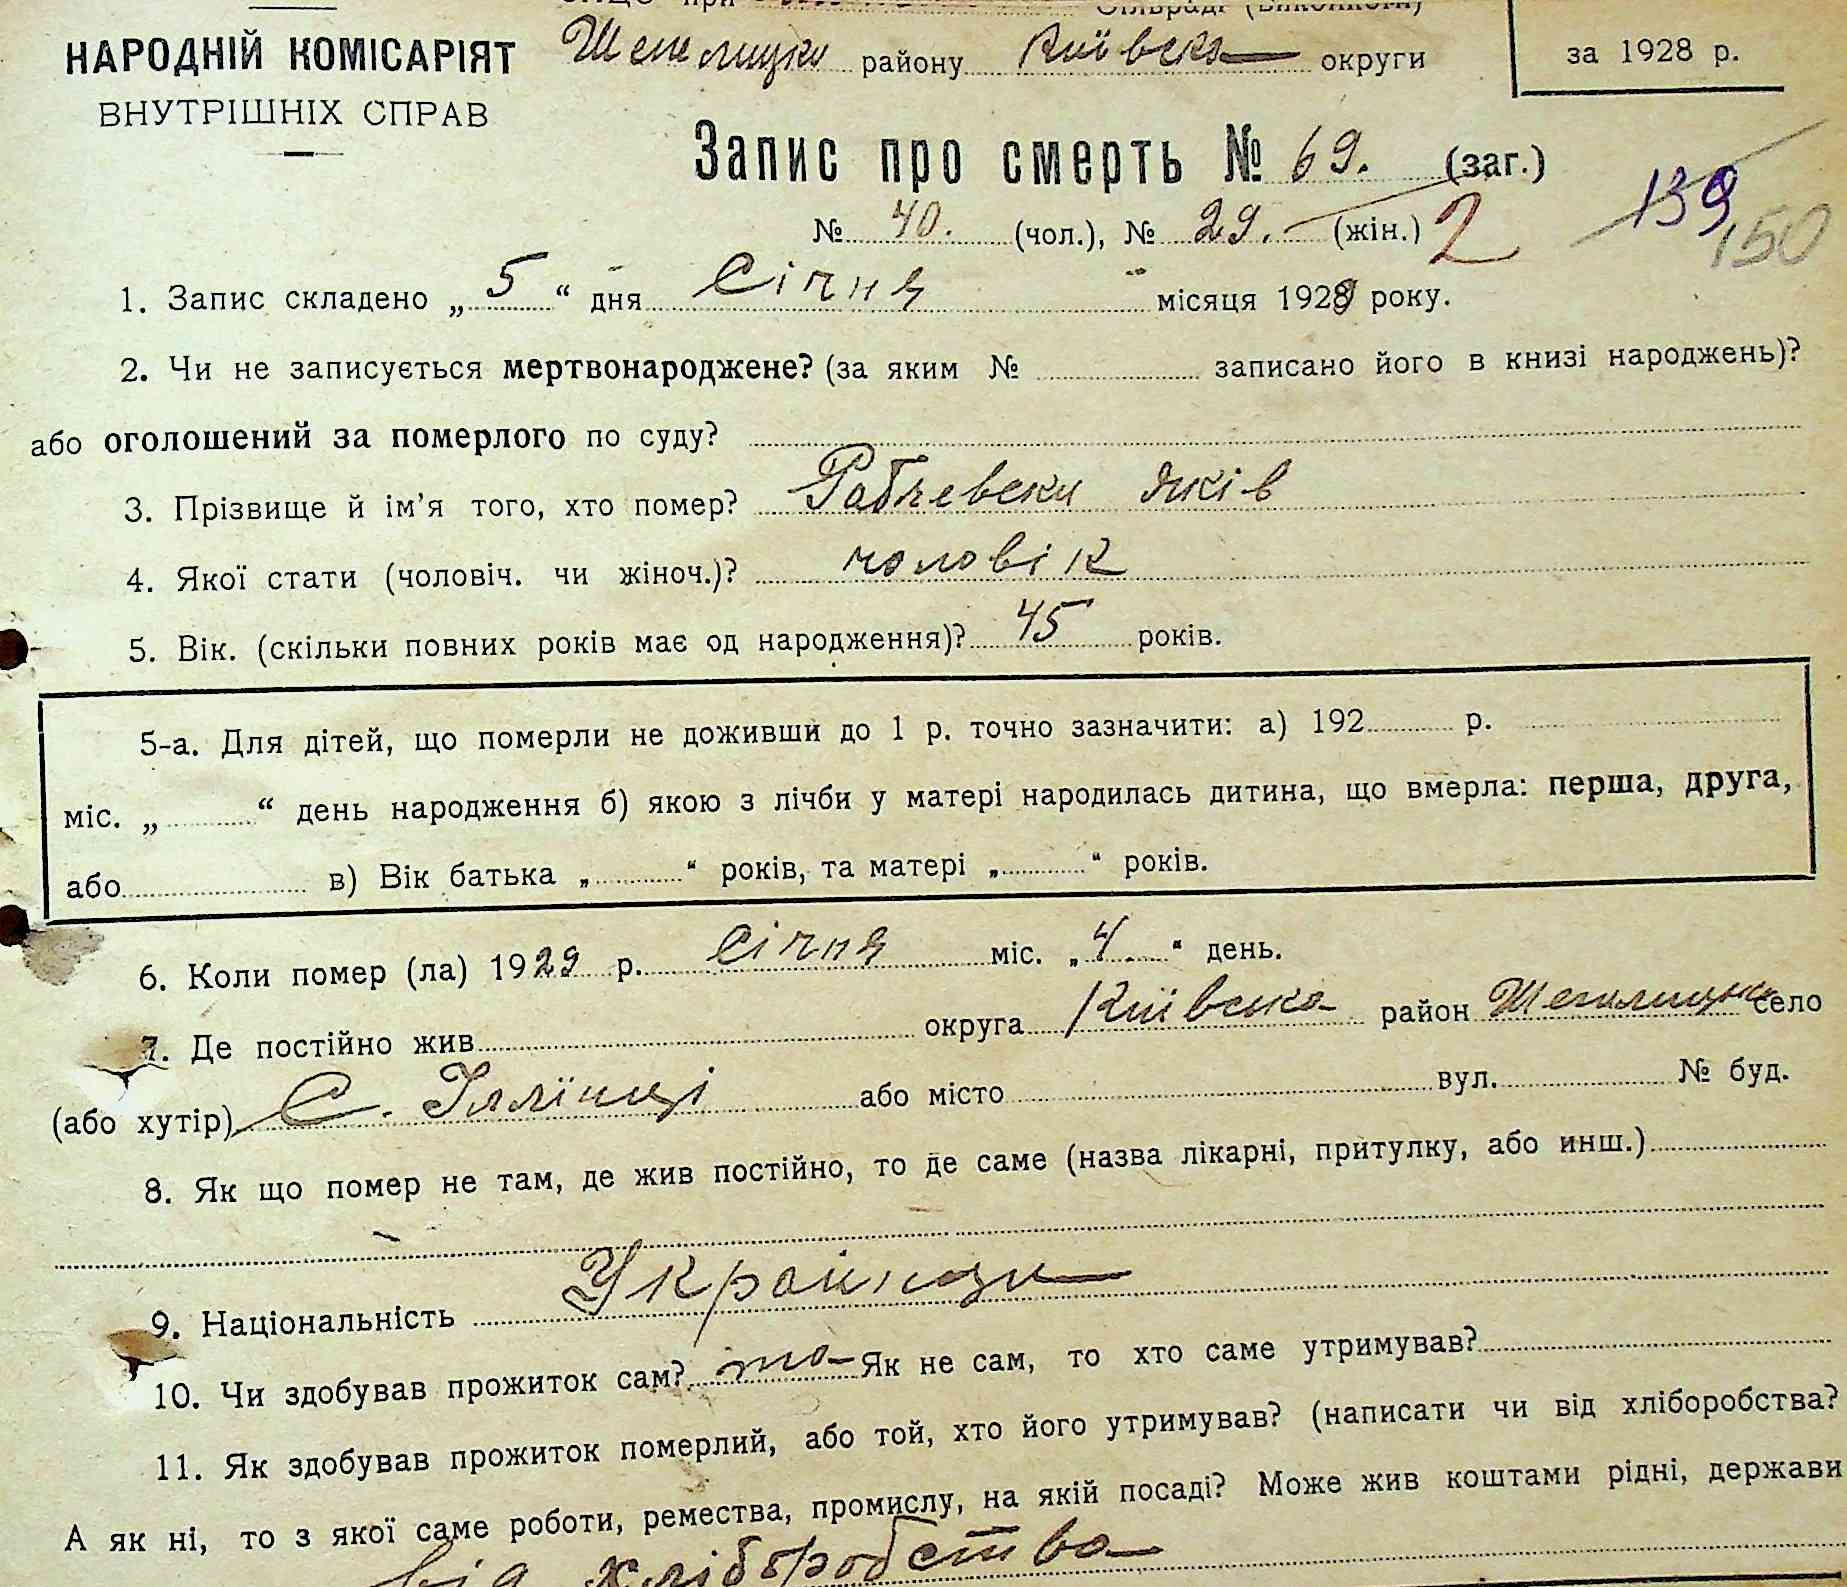 при Сільраді (Виконкомі)
НАРОДНІЙ КОМІСАРІЯТ
ВНУТРІШНІХ СПРАВ
району Київська округи
за 1928 р.
Запис про смерть № 69. (заг.)
№ 40. (чол.), № 29. (жін.) 2
139
150
1. Запис складено „ 5 “ дня Січня місяця 1929 року.
2. Чи не записується мертвонароджене? (за яким № записано його в книзі народжень)?
або оголошений за померлого по суду?
3. Прізвище й ім'я того, хто помер? Рабчевски Яків
4. Якої стати (чоловіч. чи жіноч.)? чоловік
5. Вік. (скільки повних років має од народження)? 45 років.
5-а. Для дітей, що померли не доживши до 1 р. точно зазначити: а) 192 р.
міс. „ “ день народження б) якою з лічби у матері народилась дитина, що вмерла: перша, друга,
або в) Вік батька „ “ років, та матері „ “ років.
6. Коли помер (ла) 1929 р. Січня міс. „ 4 “ день.
7. Де постійно жив округа Київська район село
(або хутір) С. Іллїнці або місто вул. № буд.
8. Як що помер не там, де жив постійно, то де саме (назва лікарні, притулку, або инш.)
9. Національність
10. Чи здобував прожиток сам? Як не сам, то хто саме утримував?
11. Як здобував прожиток померлий, або той, хто його утримував? (написати чи від хліборобства?
А як ні, то з якої саме роботи, ремества, промислу, на якій посаді? Може жив коштами рідні, держави
від хліборобства